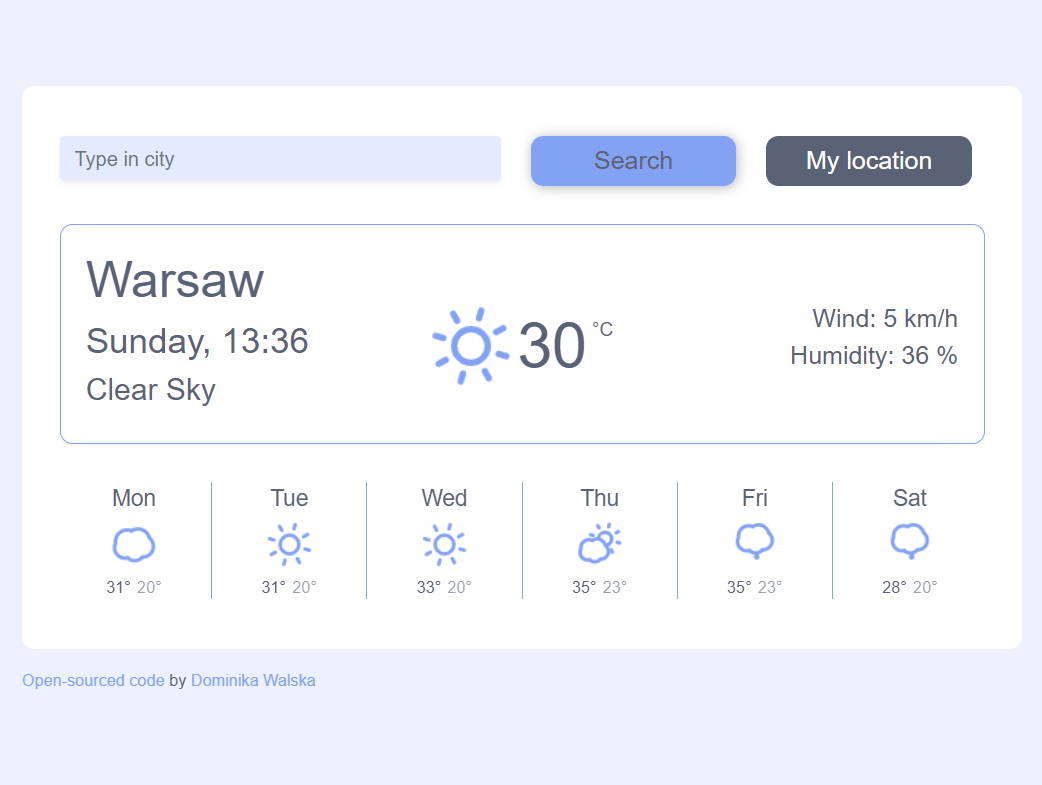 Type in city
Search
My location
Warsaw
Sunday, 13:36
Clear Sky
30 °C
Wind: 5 km/h
Humidity: 36 %
Mon
31° 20°
Tue
31° 20°
Wed
33° 20°
Thu
35° 23°
Fri
35° 23°
Sat
28° 20°
Open-sourced code by Dominika Walska